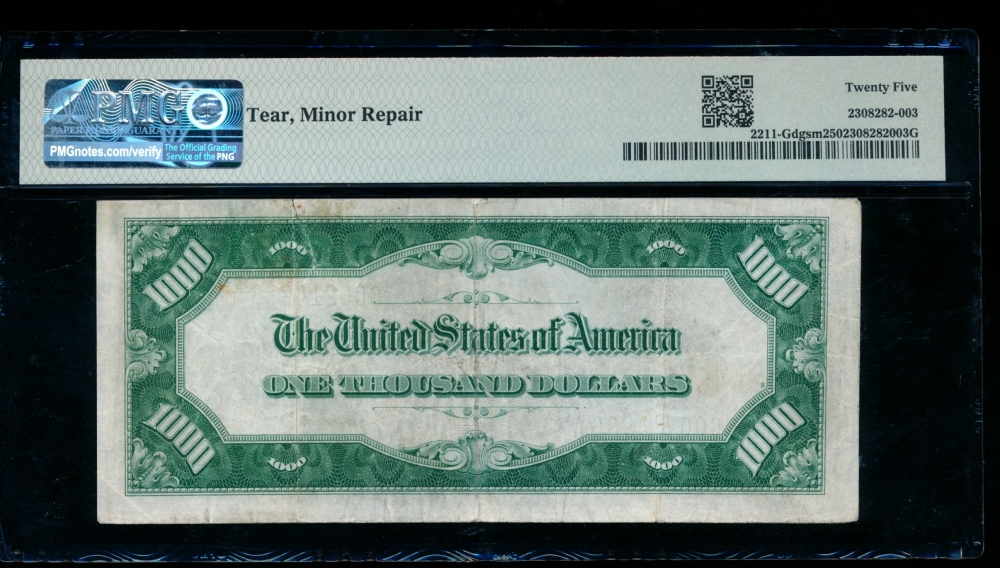 PMG
PAPER MONEY GUARANTY
PMGnotes.com/verify
The Official Grading
Service of the PNG
Tear, Minor Repair
Twenty Five
2308282-003
2211-Gdgsm2502308282003G
1000 1000 1000 1000
The United States of America
ONE THOUSAND DOLLARS
1000 1000 1000 1000